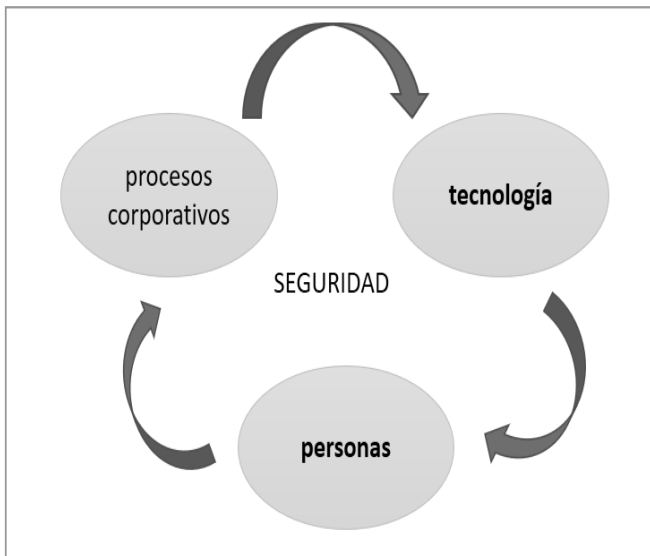 procesos
corporativos
tecnología
SEGURIDAD
personas